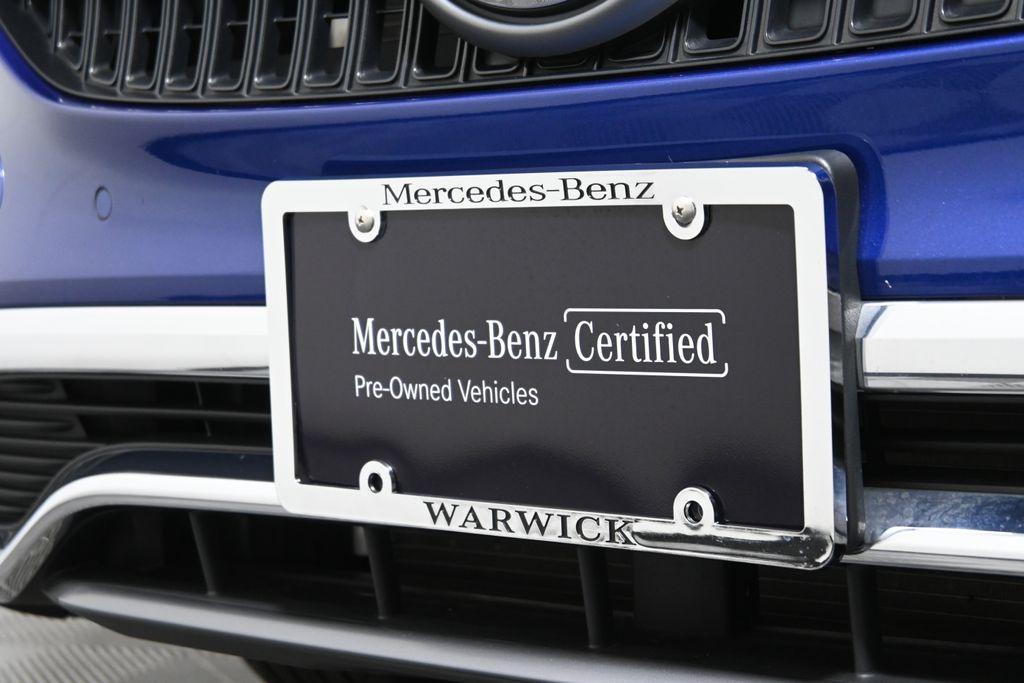 Mercedes-Benz
Mercedes-Benz Certified
Pre-Owned Vehicles
WARWICK